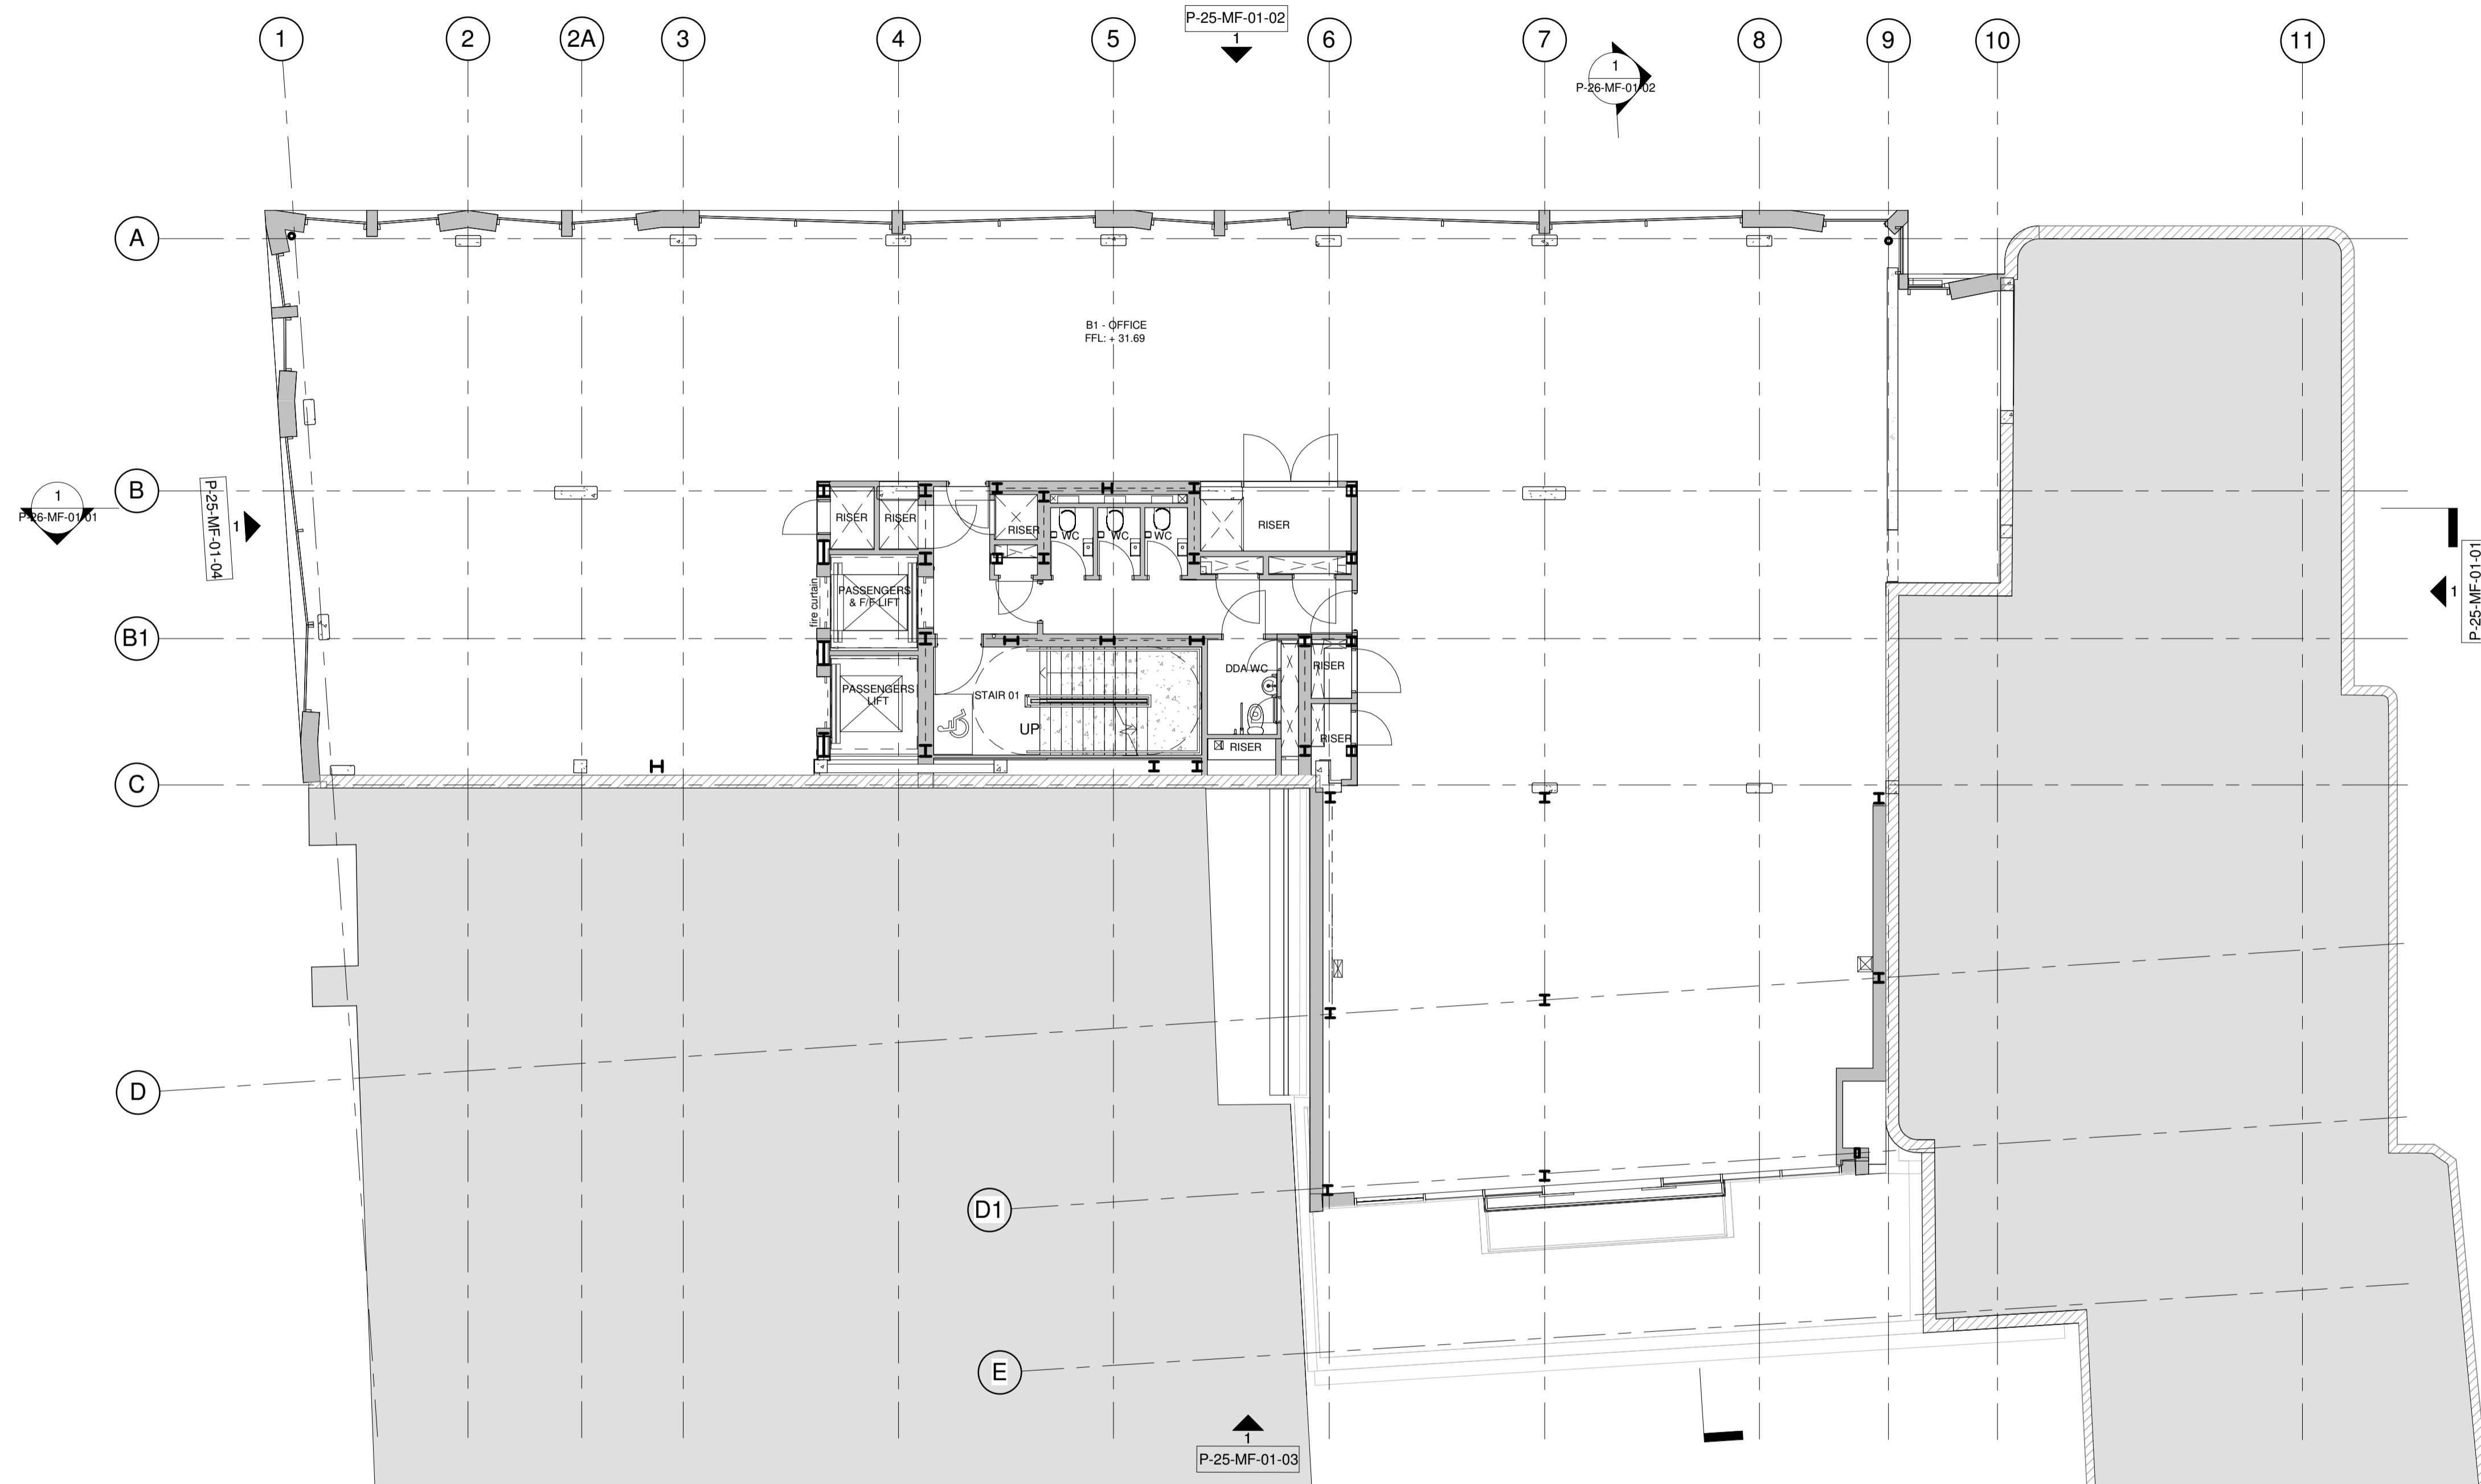 P-25-MF-01-02
1
1
2
2A
3
4
5
6
7
8
9
10
11
1
P-26-MF-01-02
A
B1 - OFFICE
FFL: + 31.69
B
1
P-26-MF-01-01
P-25-MF-01-04
1
RISER
RISER
RISER
WC
WC
WC
RISER
fire curtain
PASSENGERS
& F/F LIFT
P-25-MF-01-01
1
B1
PASSENGERS
LIFT
STAIR 01
UP
DDA WC
RISER
RISER
RISER
C
D
D1
E
1
P-25-MF-01-03